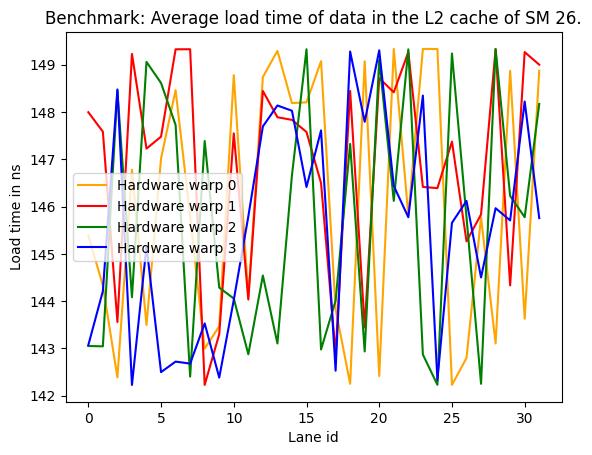 Benchmark: Average load time of data in the L2 cache of SM 26.
Load time in ns
149
148
147
146
145
144
143
142
Hardware warp 0
Hardware warp 1
Hardware warp 2
Hardware warp 3
0
5
10
15
20
25
30
Lane id